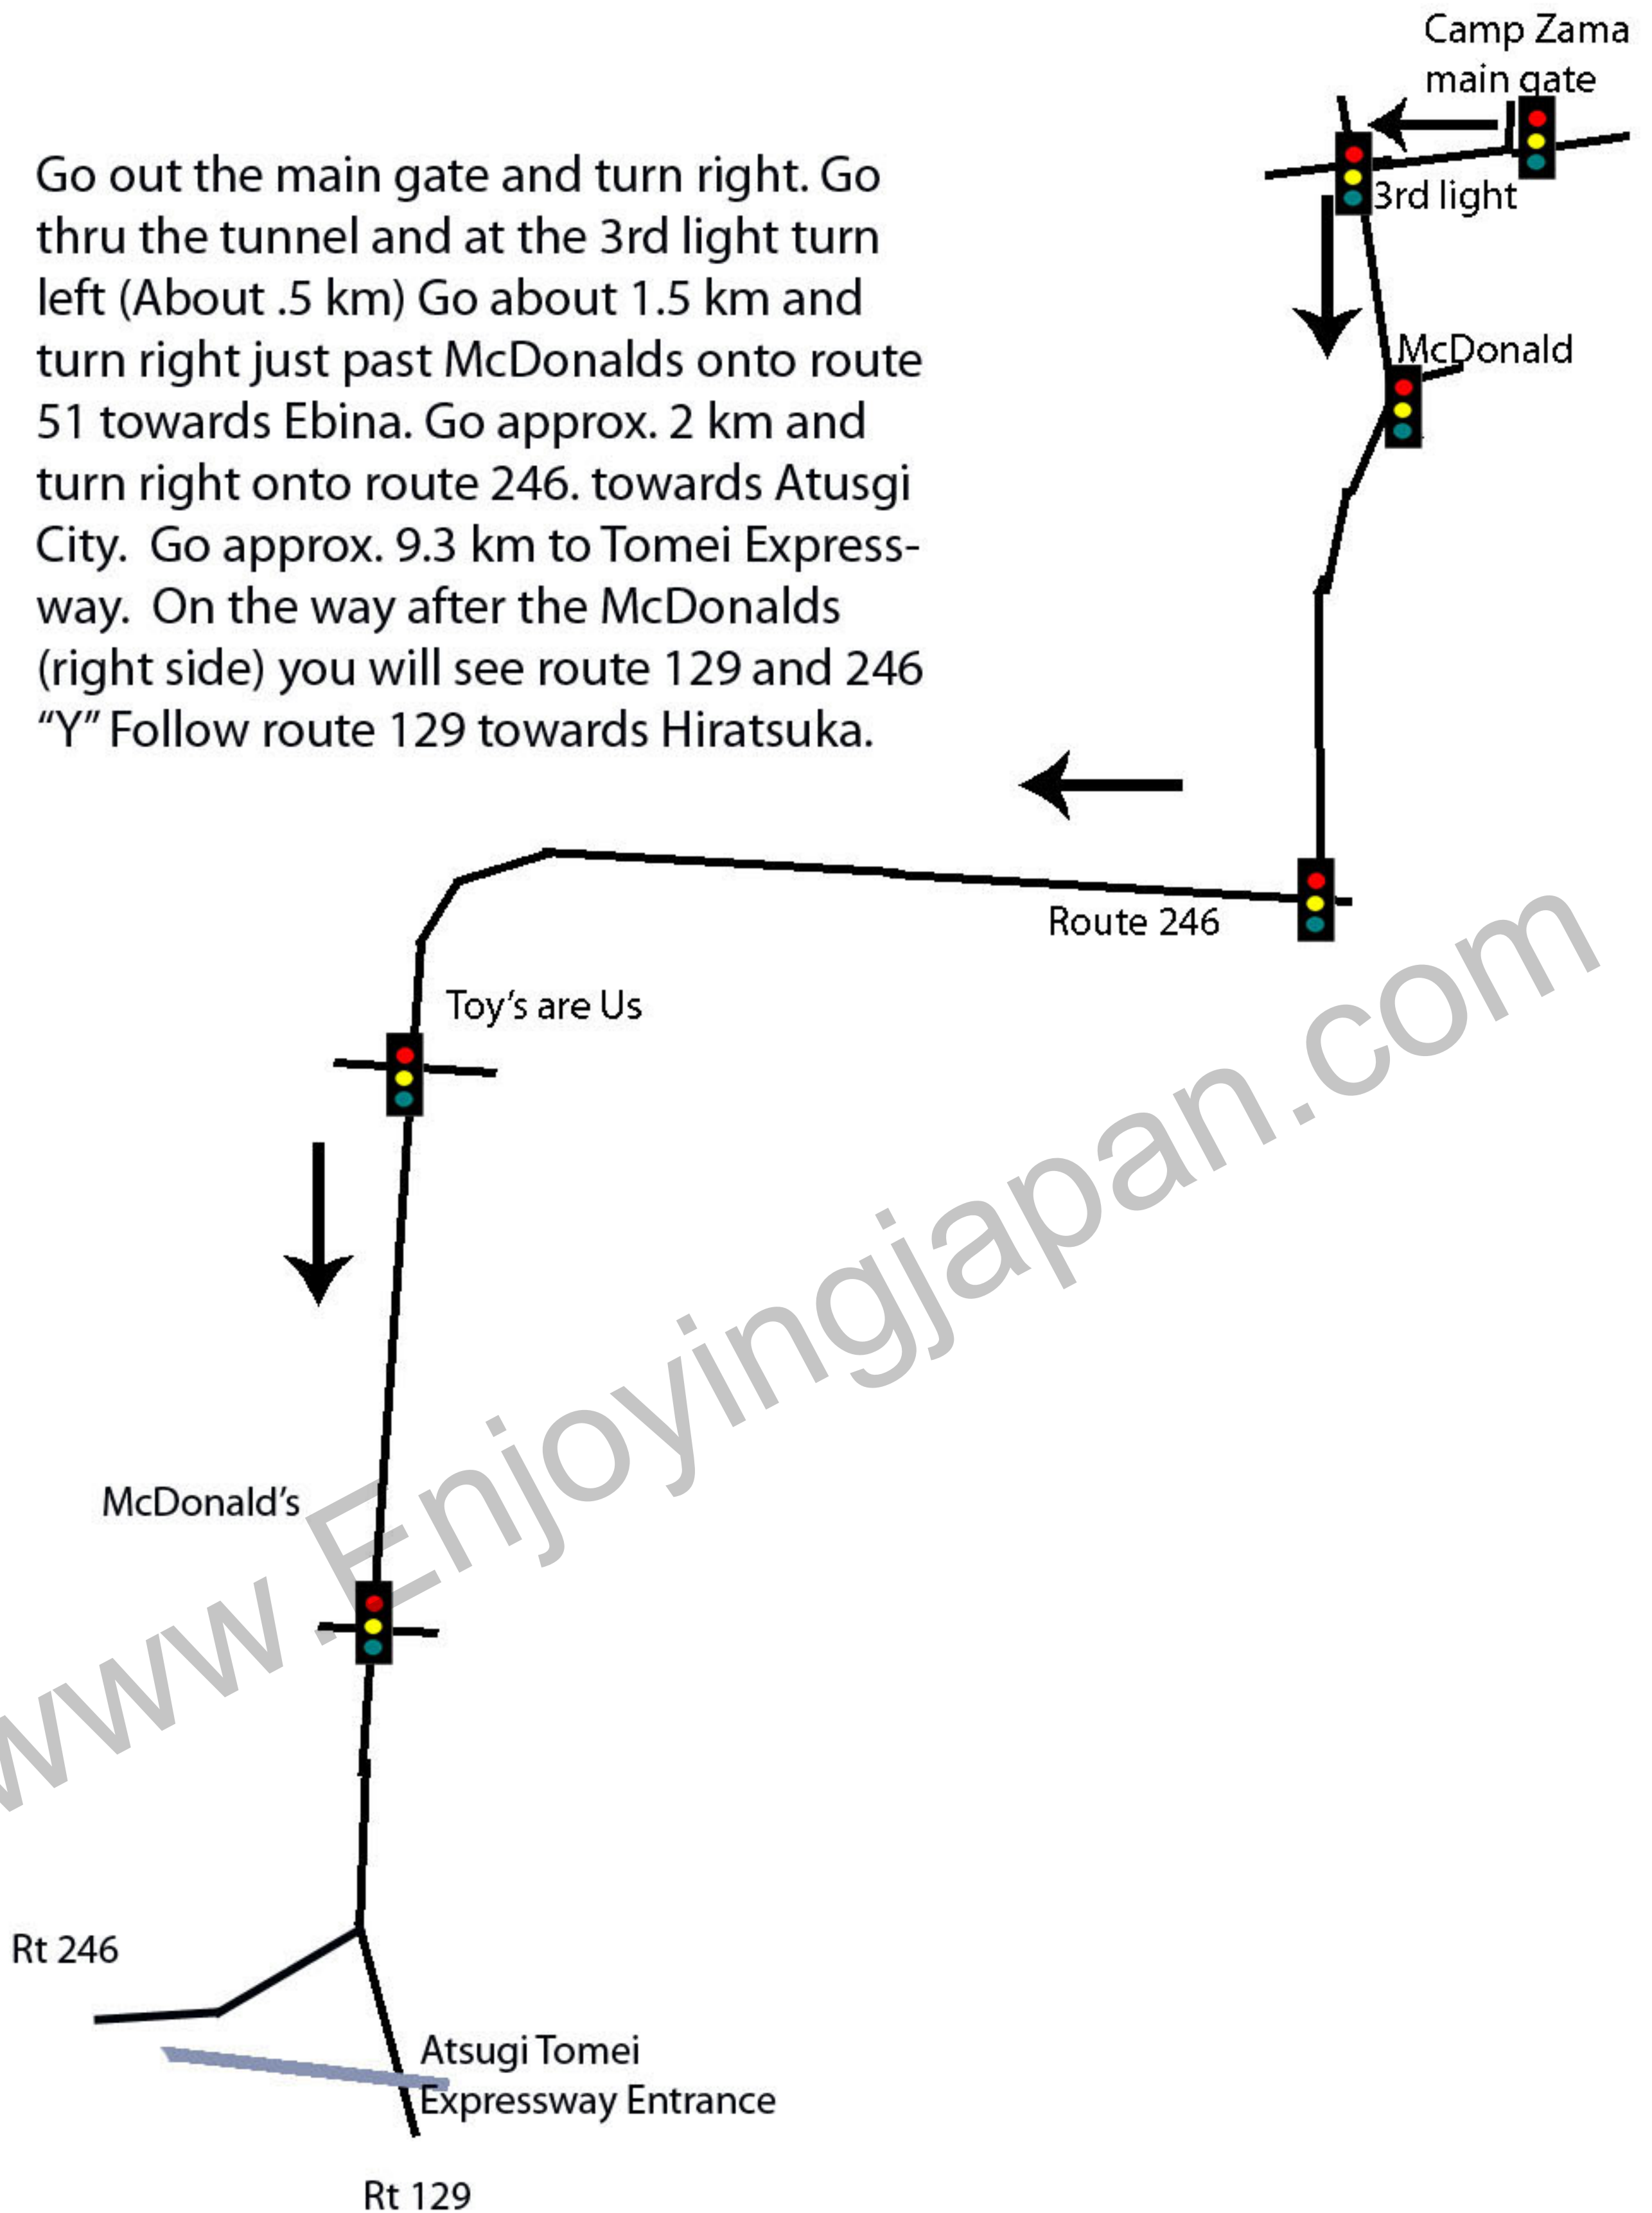 Camp Zama
main gate
Go out the main gate and turn right. Go
thru the tunnel and at the 3rd light turn
left (About .5 km) Go about 1.5 km and
turn right just past McDonalds onto route
51 towards Ebina. Go approx. 2 km and
turn right onto route 246. towards Atusgi
City.  Go approx. 9.3 km to Tomei Express-
way.  On the way after the McDonalds
(right side) you will see route 129 and 246
“Y” Follow route 129 towards Hiratsuka.
3rd light
McDonald
Route 246
Toy’s are Us
McDonald’s
Rt 246
Atsugi Tomei
Expressway Entrance
Rt 129
www.Enjoyingjapan.com